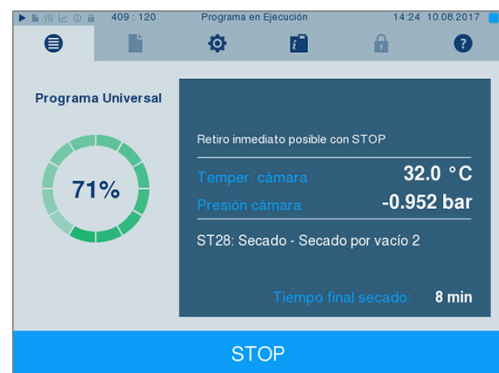 409 : 120 Programa en Ejecución 14:24 10.08.2017
Programa Universal
71%
Retiro inmediato posible con STOP
Temper. cámara 32.0 °C
Presión cámara -0.952 bar
ST28: Secado - Secado por vacío 2
Tiempo final secado: 8 min
STOP